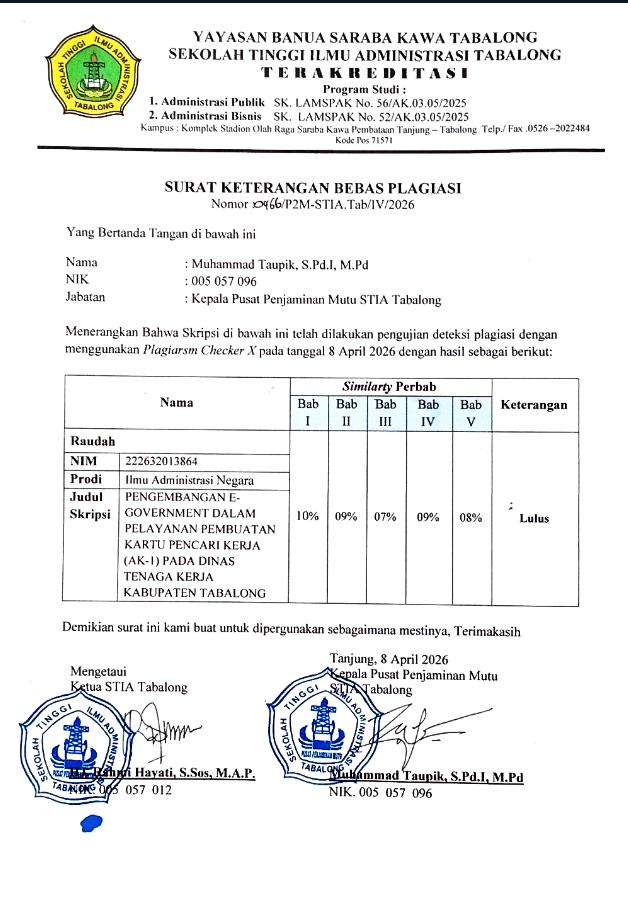 YAYASAN BANUA SARABA KAWA TABALONG
SEKOLAH TINGGI ILMU ADMINISTRASI TABALONG
TERAKREDITASI
Program Studi :
1. Administrasi Publik SK. LAMSPAK No. 56/AK.03.05/2025
2. Administrasi Bisnis SK. LAMSPAK No. 52/AK.03.05/2025
Kampus : Komplek Stadion Olah Raga Saraba Kawa Pembataan Tanjung – Tabalong Telp./ Fax .0526 –2022484
Kode Pos 71571
SEKOLAH TINGGI ILMU ADMINISTRASI
TABALONG
SURAT KETERANGAN BEBAS PLAGIASI
Nomor :0466/P2M-STIA.Tab/IV/2026
Yang Bertanda Tangan di bawah ini
Nama : Muhammad Taupik, S.Pd.I, M.Pd
NIK : 005 057 096
Jabatan : Kepala Pusat Penjaminan Mutu STIA Tabalong
Menerangkan Bahwa Skripsi di bawah ini telah dilakukan pengujian deteksi plagiasi dengan
menggunakan Plagiarsm Checker X pada tanggal 8 April 2026 dengan hasil sebagai berikut:
Nama
Similarty Perbab
Keterangan
Bab I
Bab II
Bab III
Bab IV
Bab V
Raudah
NIM 222632013864
Prodi Ilmu Administrasi Negara
Judul Skripsi
PENGEMBANGAN E-
GOVERNMENT DALAM
PELAYANAN PEMBUATAN
KARTU PENCARI KERJA
(AK-1) PADA DINAS
TENAGA KERJA
KABUPATEN TABALONG
10% 09% 07% 09% 08% Lulus
Demikian surat ini kami buat untuk dipergunakan sebagaimana mestinya, Terimakasih
Tanjung, 8 April 2026
Mengetaui
Ketua STIA Tabalong
Kepala Pusat Penjaminan Mutu
STIA Tabalong
SEKOLAH TINGGI ILMU ADMINISTRASI
TABALONG
SEKOLAH TINGGI ILMU ADMINISTRASI
PUSAT PENJAMINAN MUTU
TABALONG
Hayati, S.Sos, M.A.P.
NIK. 005 057 012
Muhammad Taupik, S.Pd.I, M.Pd
NIK. 005 057 096